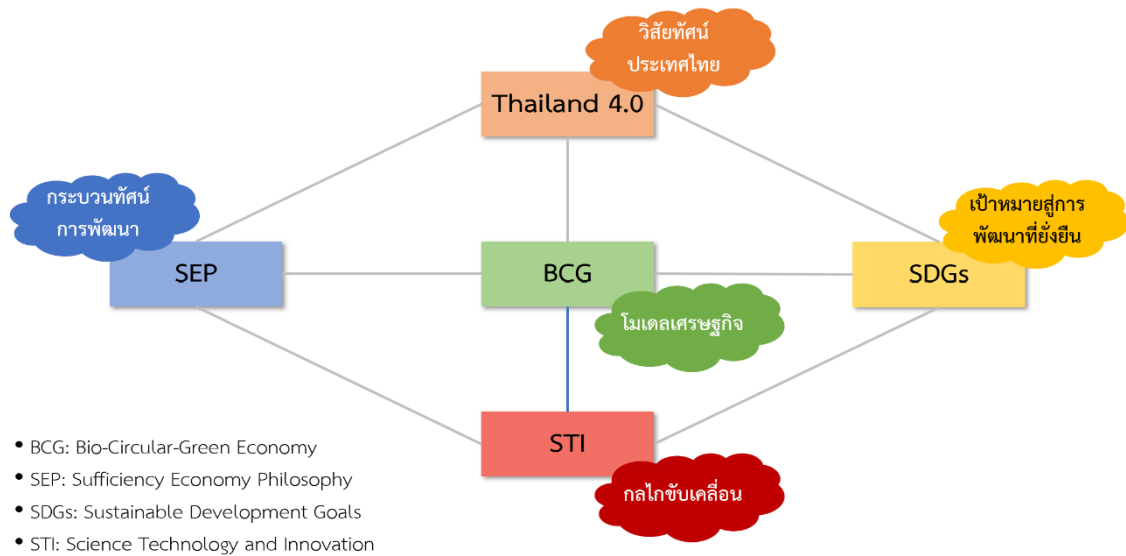 วิสัยทัศน์
ประเทศไทย
Thailand 4.0
กระบวนทัศน์
การพัฒนา
SEP
BCG
โมเดลเศรษฐกิจ
เป้าหมายสู่การ
พัฒนาที่ยั่งยืน
SDGs
STI
กลไกขับเคลื่อน
• BCG: Bio-Circular-Green Economy
• SEP: Sufficiency Economy Philosophy
• SDGs: Sustainable Development Goals
• STI: Science Technology and Innovation